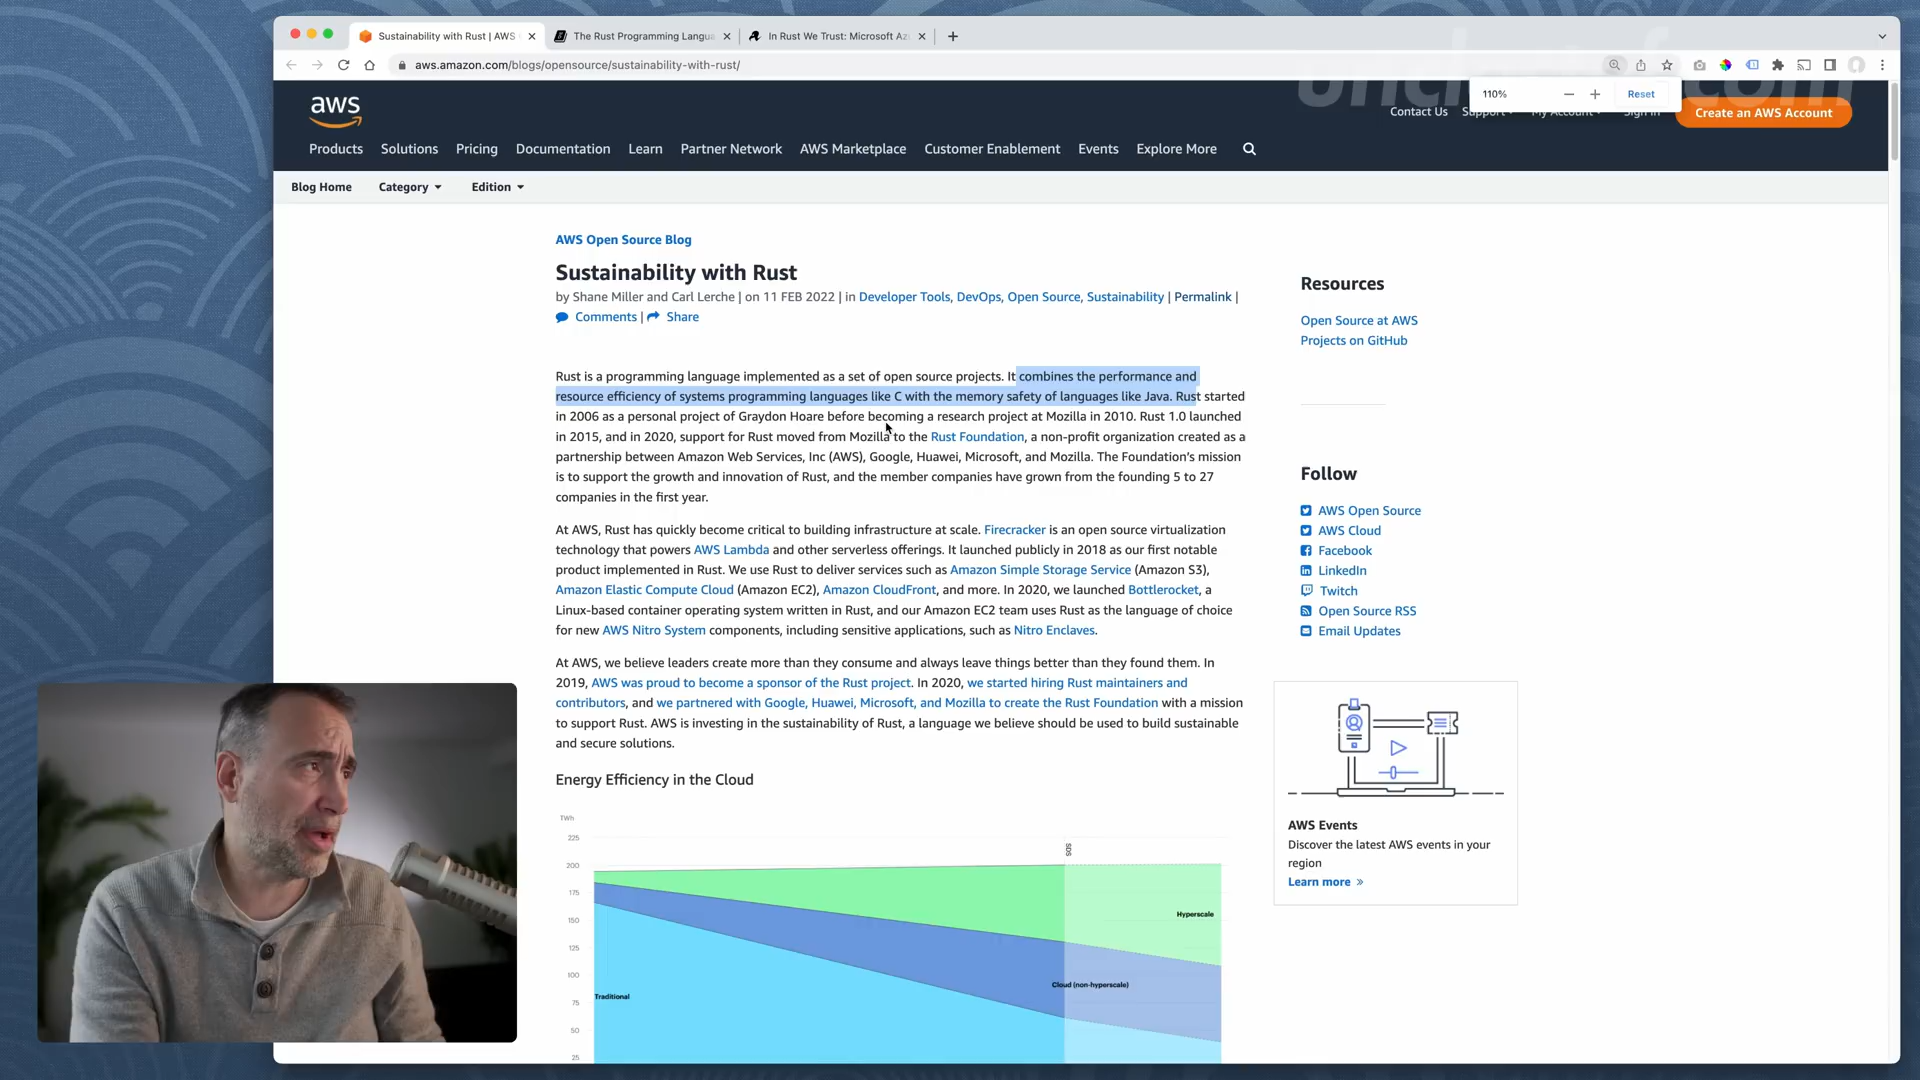 Sustainability with Rust | AWS
The Rust Programming Langua
In Rust We Trust: Microsoft Az
aws.amazon.com/blogs/opensource/sustainability-with-rust/
110%
Reset
aws
Contact Us
Support
My Account
Sign In
Create an AWS Account
Products Solutions Pricing Documentation Learn Partner Network AWS Marketplace Customer Enablement Events Explore More
Blog Home Category Edition
AWS Open Source Blog
Sustainability with Rust
by Shane Miller and Carl Lerche | on 11 FEB 2022 | in Developer Tools, DevOps, Open Source, Sustainability | Permalink |
Comments | Share
Rust is a programming language implemented as a set of open source projects. It combines the performance and
resource efficiency of systems programming languages like C with the memory safety of languages like Java. Rust started
in 2006 as a personal project of Graydon Hoare before becoming a research project at Mozilla in 2010. Rust 1.0 launched
in 2015, and in 2020, support for Rust moved from Mozilla to the Rust Foundation, a non-profit organization created as a
partnership between Amazon Web Services, Inc (AWS), Google, Huawei, Microsoft, and Mozilla. The Foundation's mission
is to support the growth and innovation of Rust, and the member companies have grown from the founding 5 to 27
companies in the first year.
At AWS, Rust has quickly become critical to building infrastructure at scale. Firecracker is an open source virtualization
technology that powers AWS Lambda and other serverless offerings. It launched publicly in 2018 as our first notable
product implemented in Rust. We use Rust to deliver services such as Amazon Simple Storage Service (Amazon S3),
Amazon Elastic Compute Cloud (Amazon EC2), Amazon CloudFront, and more. In 2020, we launched Bottlerocket, a
Linux-based container operating system written in Rust, and our Amazon EC2 team uses Rust as the language of choice
for new AWS Nitro System components, including sensitive applications, such as Nitro Enclaves.
At AWS, we believe leaders create more than they consume and always leave things better than they found them. In
2019, AWS was proud to become a sponsor of the Rust project. In 2020, we started hiring Rust maintainers and
contributors, and we partnered with Google, Huawei, Microsoft, and Mozilla to create the Rust Foundation with a mission
to support Rust. AWS is investing in the sustainability of Rust, a language we believe should be used to build sustainable
and secure solutions.
Energy Efficiency in the Cloud
TWh
225
200
175
150
125
100
75
50
25
SDS
Hyperscale
Cloud (non-hyperscale)
Traditional
Resources
Open Source at AWS
Projects on GitHub
Follow
AWS Open Source
AWS Cloud
Facebook
LinkedIn
Twitch
Open Source RSS
Email Updates
AWS Events
Discover the latest AWS events in your
region
Learn more »